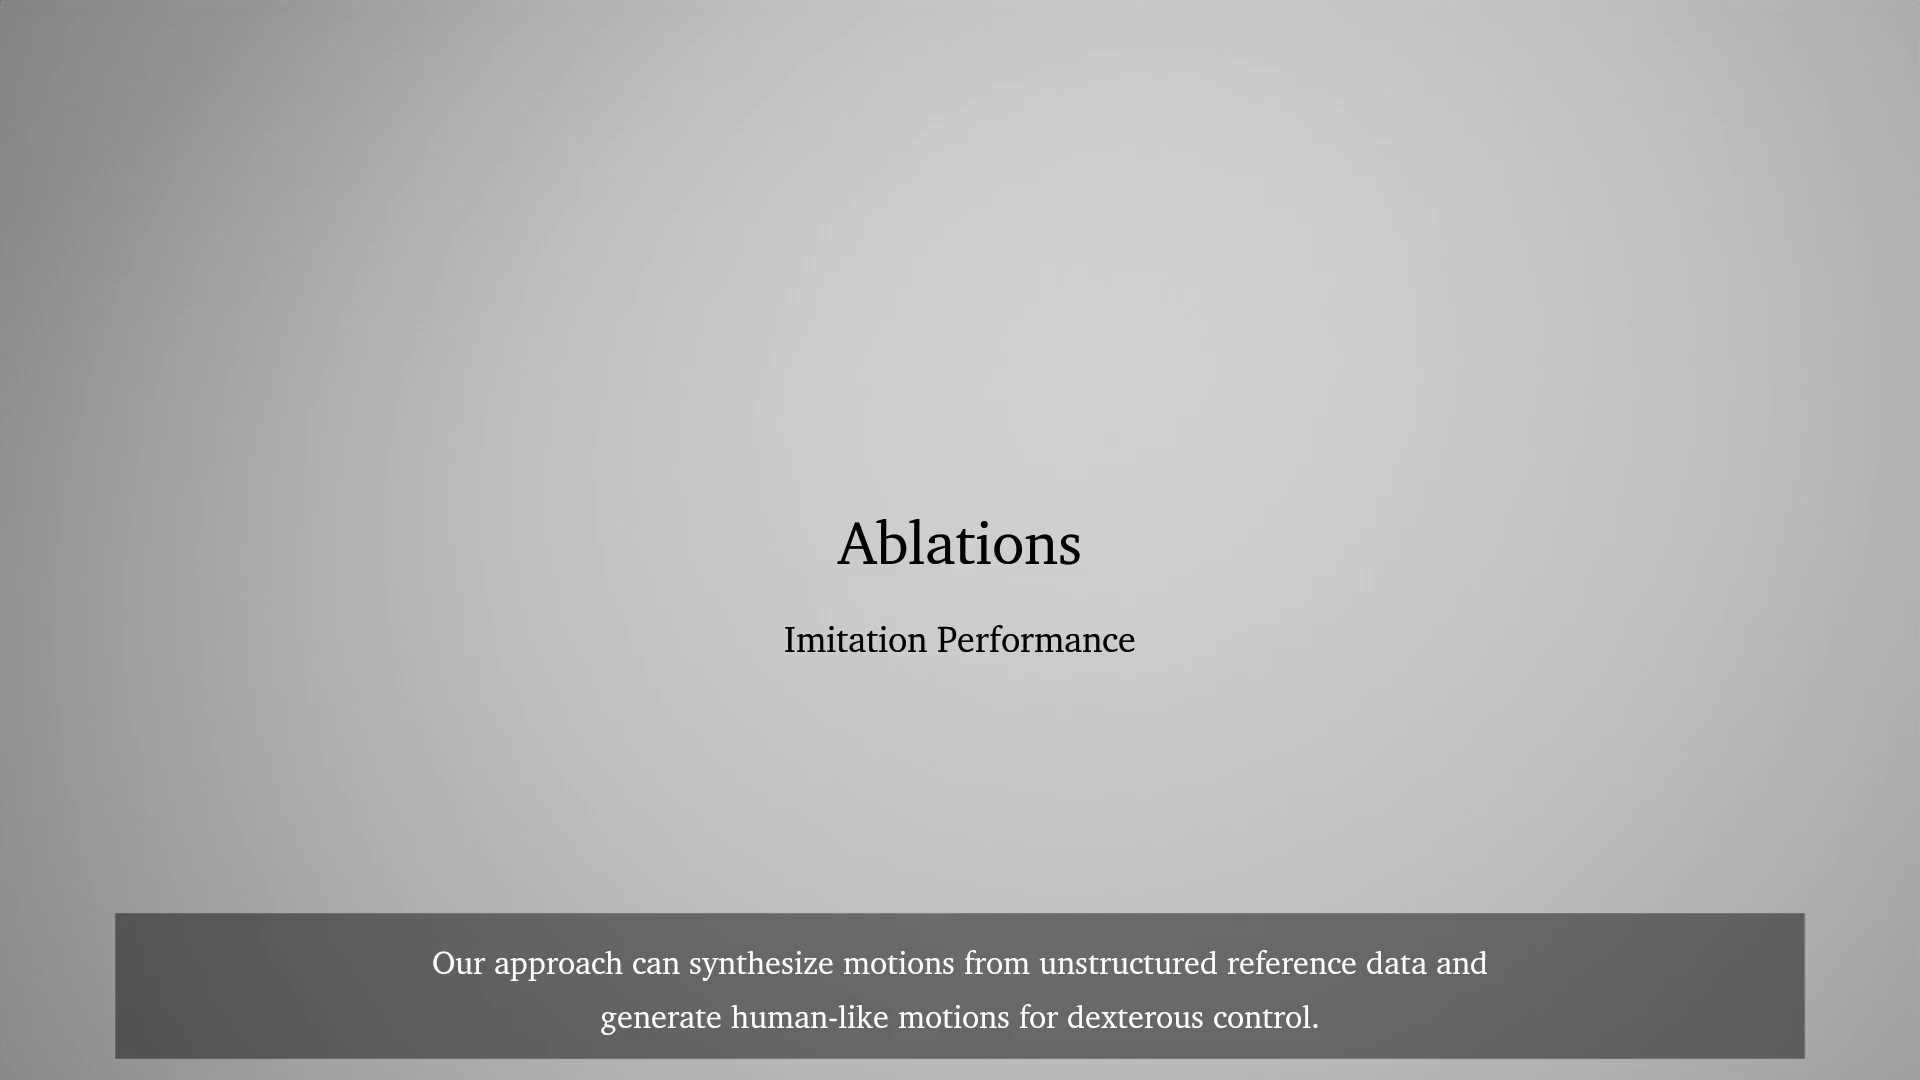 Ablations
Imitation Performance
Our approach can synthesize motions from unstructured reference data and
generate human-like motions for dexterous control.